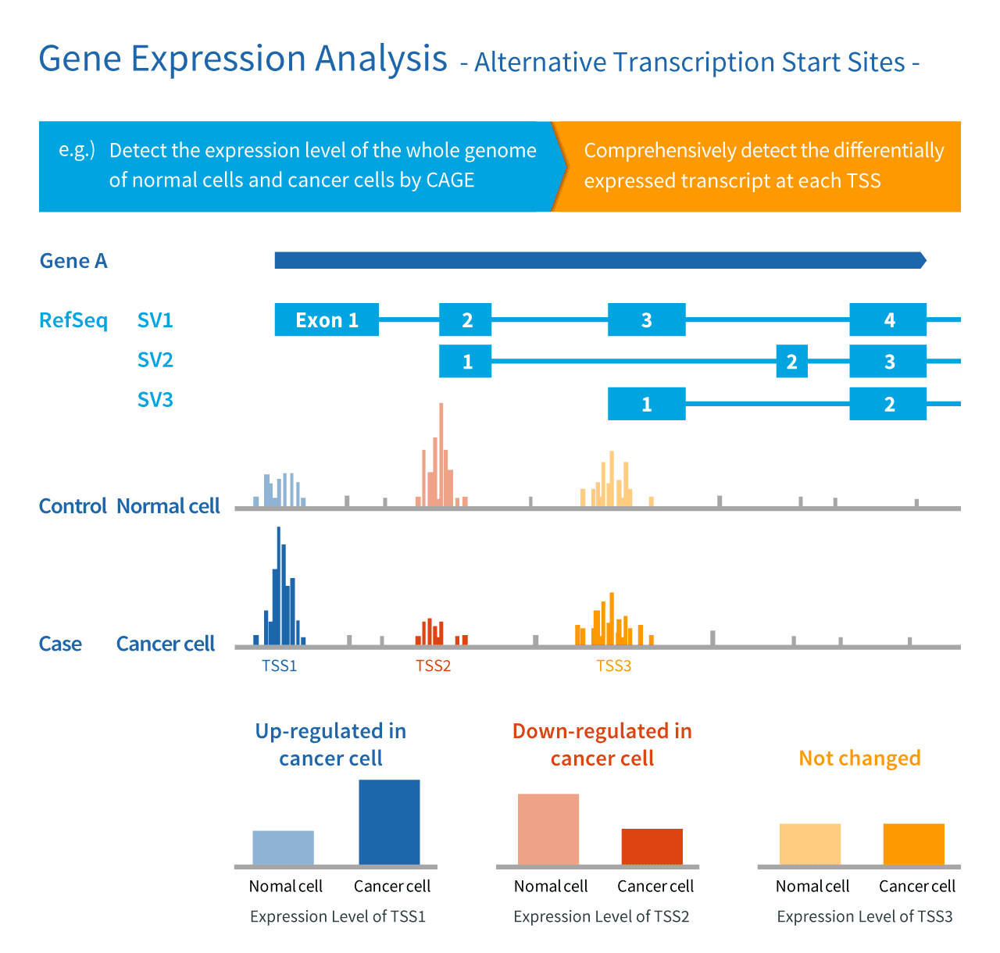 Gene Expression Analysis - Alternative Transcription Start Sites -
e.g.) Detect the expression level of the whole genome
of normal cells and cancer cells by CAGE
Comprehensively detect the differentially
expressed transcript at each TSS
Gene A
RefSeq SV1 Exon 1 2 3 4
SV2 1 2 3
SV3 1 2
Control Normal cell
Case Cancer cell
TSS1 TSS2 TSS3
Up-regulated in
cancer cell
Down-regulated in
cancer cell
Not changed
Nomal cell Cancer cell
Expression Level of TSS1
Nomal cell Cancer cell
Expression Level of TSS2
Nomal cell Cancer cell
Expression Level of TSS3